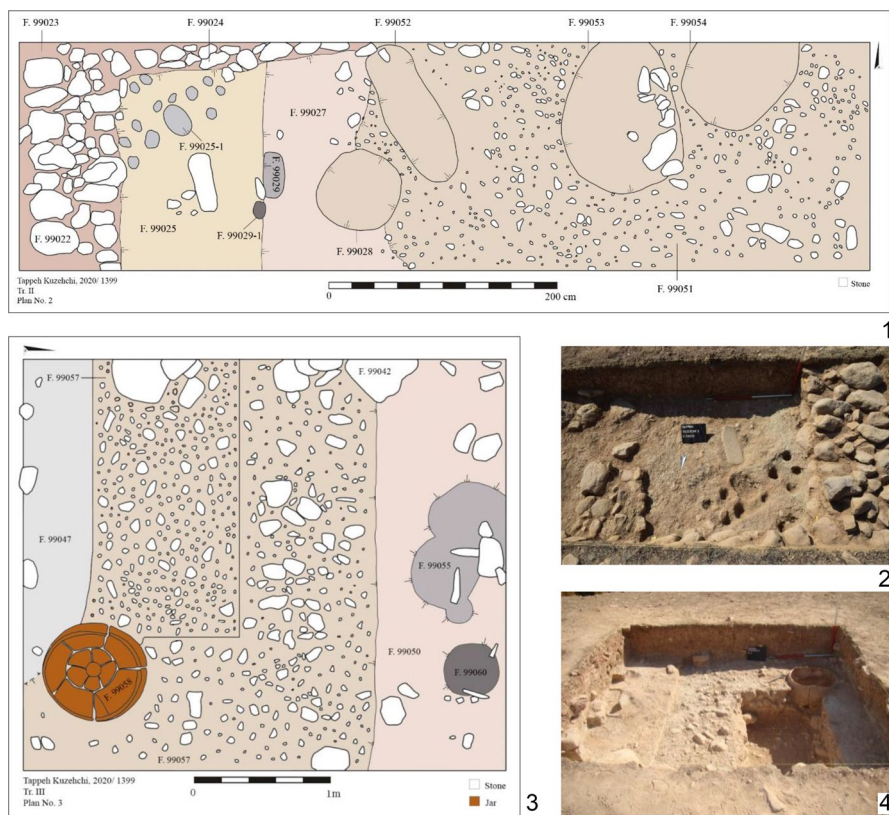 F. 99023
F. 99024
F. 99052
F. 99053
F. 99054
F. 99027
F. 99025-1
F. 99029
F. 99025
F. 99022
F. 99029-1
F. 99028
F. 99051
Tappeh Kuzehchi, 2020/ 1399
Tr. II
Plan No. 2
0
200 cm
Stone
1
F. 99057
F. 99042
F. 99047
F. 99055
F. 99050
F. 99058
F. 99060
F. 99057
Tappeh Kuzehchi, 2020/ 1399
Tr. III
Plan No. 3
0
1m
Stone
Jar
3
2
4